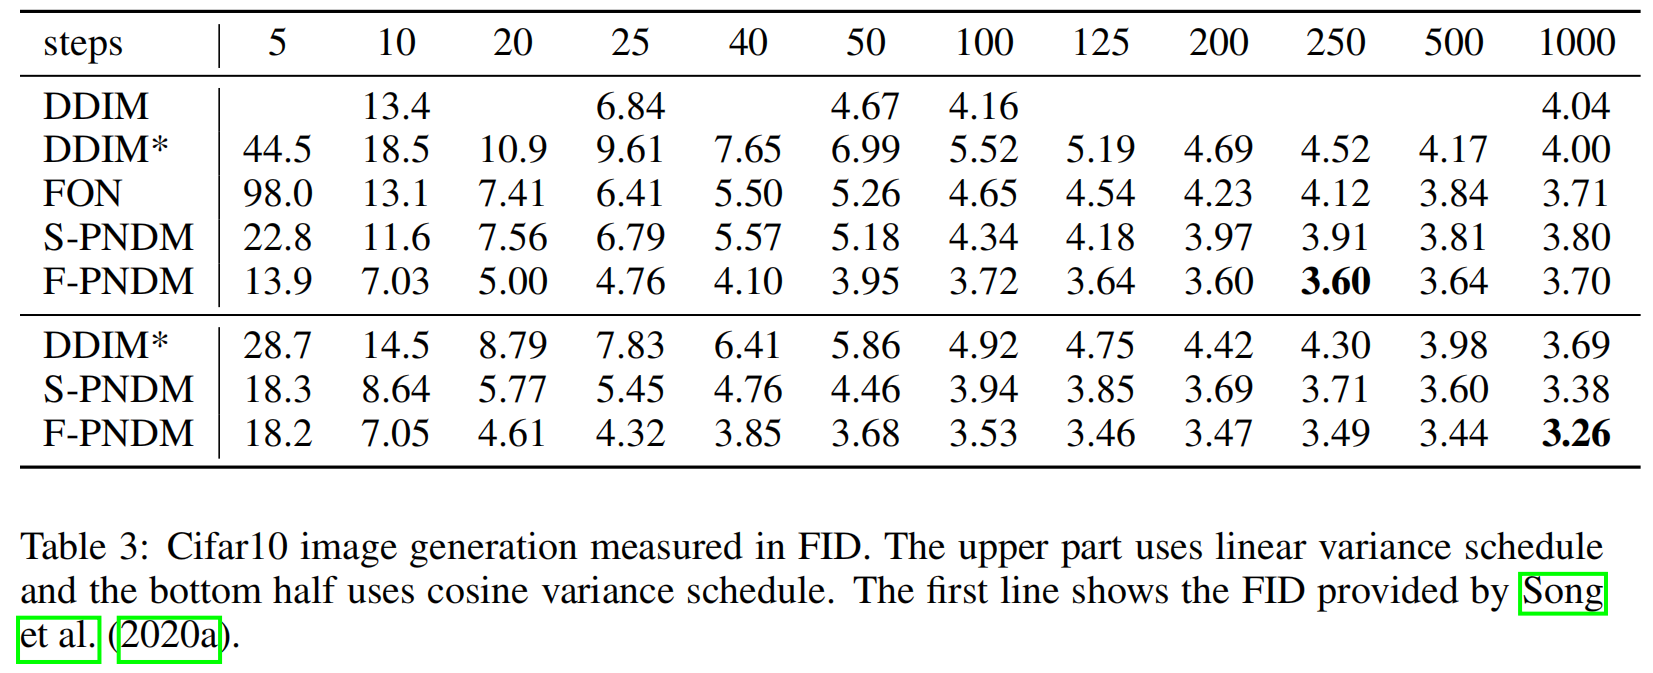 steps 5 10 20 25 40 50 100 125 200 250 500 1000
DDIM 13.4 6.84 4.67 4.16 4.04
DDIM* 44.5 18.5 10.9 9.61 7.65 6.99 5.52 5.19 4.69 4.52 4.17 4.00
FON 98.0 13.1 7.41 6.41 5.50 5.26 4.65 4.54 4.23 4.12 3.84 3.71
S-PNDM 22.8 11.6 7.56 6.79 5.57 5.18 4.34 4.18 3.97 3.91 3.81 3.80
F-PNDM 13.9 7.03 5.00 4.76 4.10 3.95 3.72 3.64 3.60 3.60 3.64 3.70
DDIM* 28.7 14.5 8.79 7.83 6.41 5.86 4.92 4.75 4.42 4.30 3.98 3.69
S-PNDM 18.3 8.64 5.77 5.45 4.76 4.46 3.94 3.85 3.69 3.71 3.60 3.38
F-PNDM 18.2 7.05 4.61 4.32 3.85 3.68 3.53 3.46 3.47 3.49 3.44 3.26
Table 3: Cifar10 image generation measured in FID. The upper part uses linear variance schedule
and the bottom half uses cosine variance schedule. The first line shows the FID provided by Song
et al. (2020a).